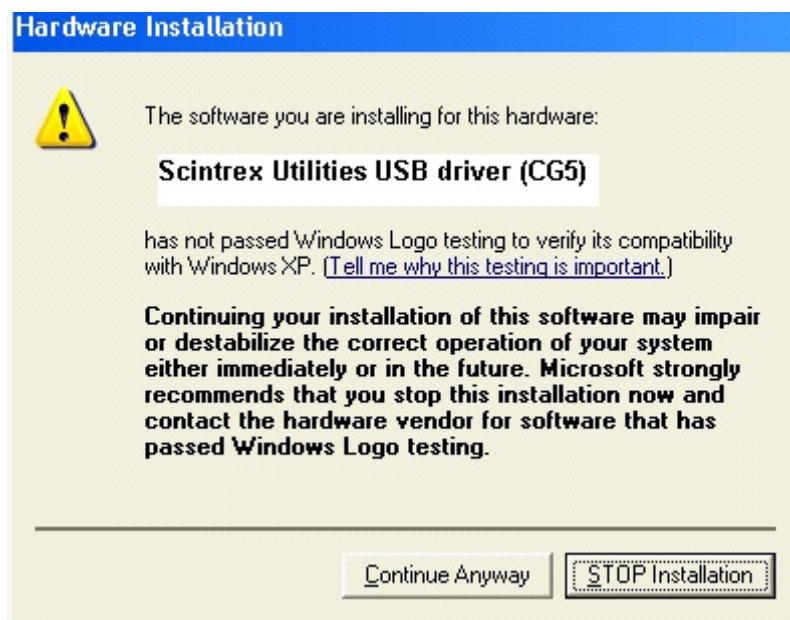 Hardware Installation
The software you are installing for this hardware:
Scintrex Utilities USB driver (CG5)
has not passed Windows Logo testing to verify its compatibility
with Windows XP. (Tell me why this testing is important.)
Continuing your installation of this software may impair
or destabilize the correct operation of your system
either immediately or in the future. Microsoft strongly
recommends that you stop this installation now and
contact the hardware vendor for software that has
passed Windows Logo testing.
Continue Anyway STOP Installation